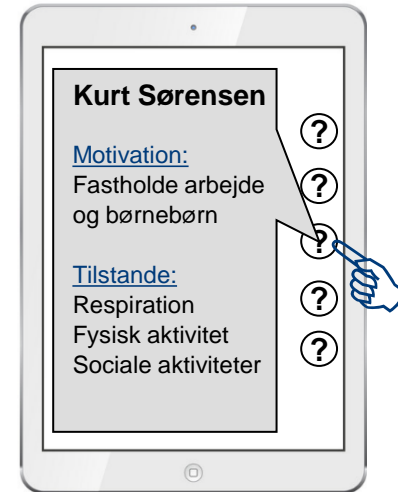 Kurt Sørensen
Motivation:
Fastholde arbejde
og børnebørn
Tilstande:
Respiration
Fysisk aktivitet
Sociale aktiviteter
?
?
?
?
?